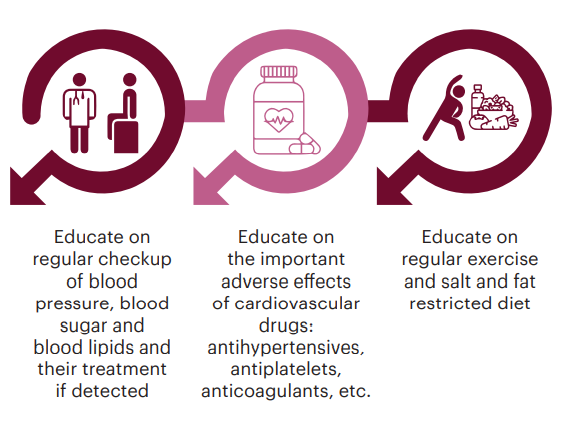 Educate on
regular checkup
of blood
pressure, blood
sugar and
blood lipids and
their treatment
if detected
Educate on
the important
adverse effects
of cardiovascular
drugs:
antihypertensives,
antiplatelets,
anticoagulants, etc.
Educate on
regular exercise
and salt and fat
restricted diet